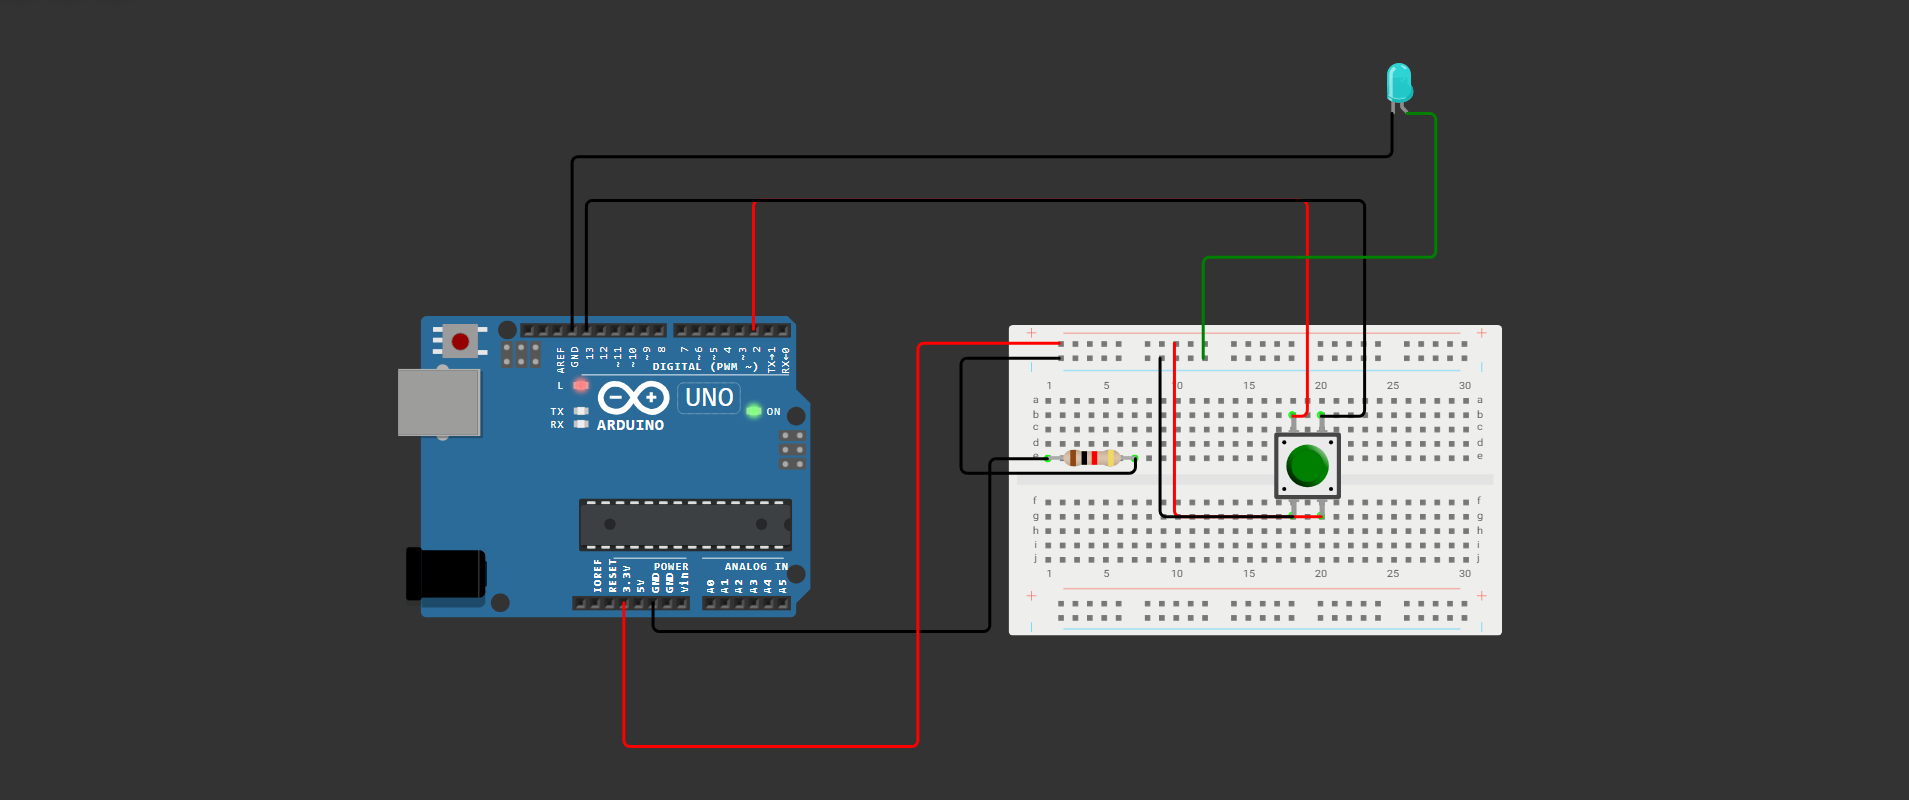 AREF
GND
13
12
~11
~10
~9
8
7
~6
~5
4
~3
2
TX→1
RX←0
DIGITAL (PWM ~)
L
TX
RX
UNO
ON
ARDUINO
IOREF
RESET
3.3V
5V
GND
GND
Vin
POWER
ANALOG IN
A0
A1
A2
A3
A4
A5
+ +
1 5 10 15 20 25 30
a a
b b
c c
d d
e e
f f
g g
h h
i i
j j
1 5 10 15 20 25 30
+ +